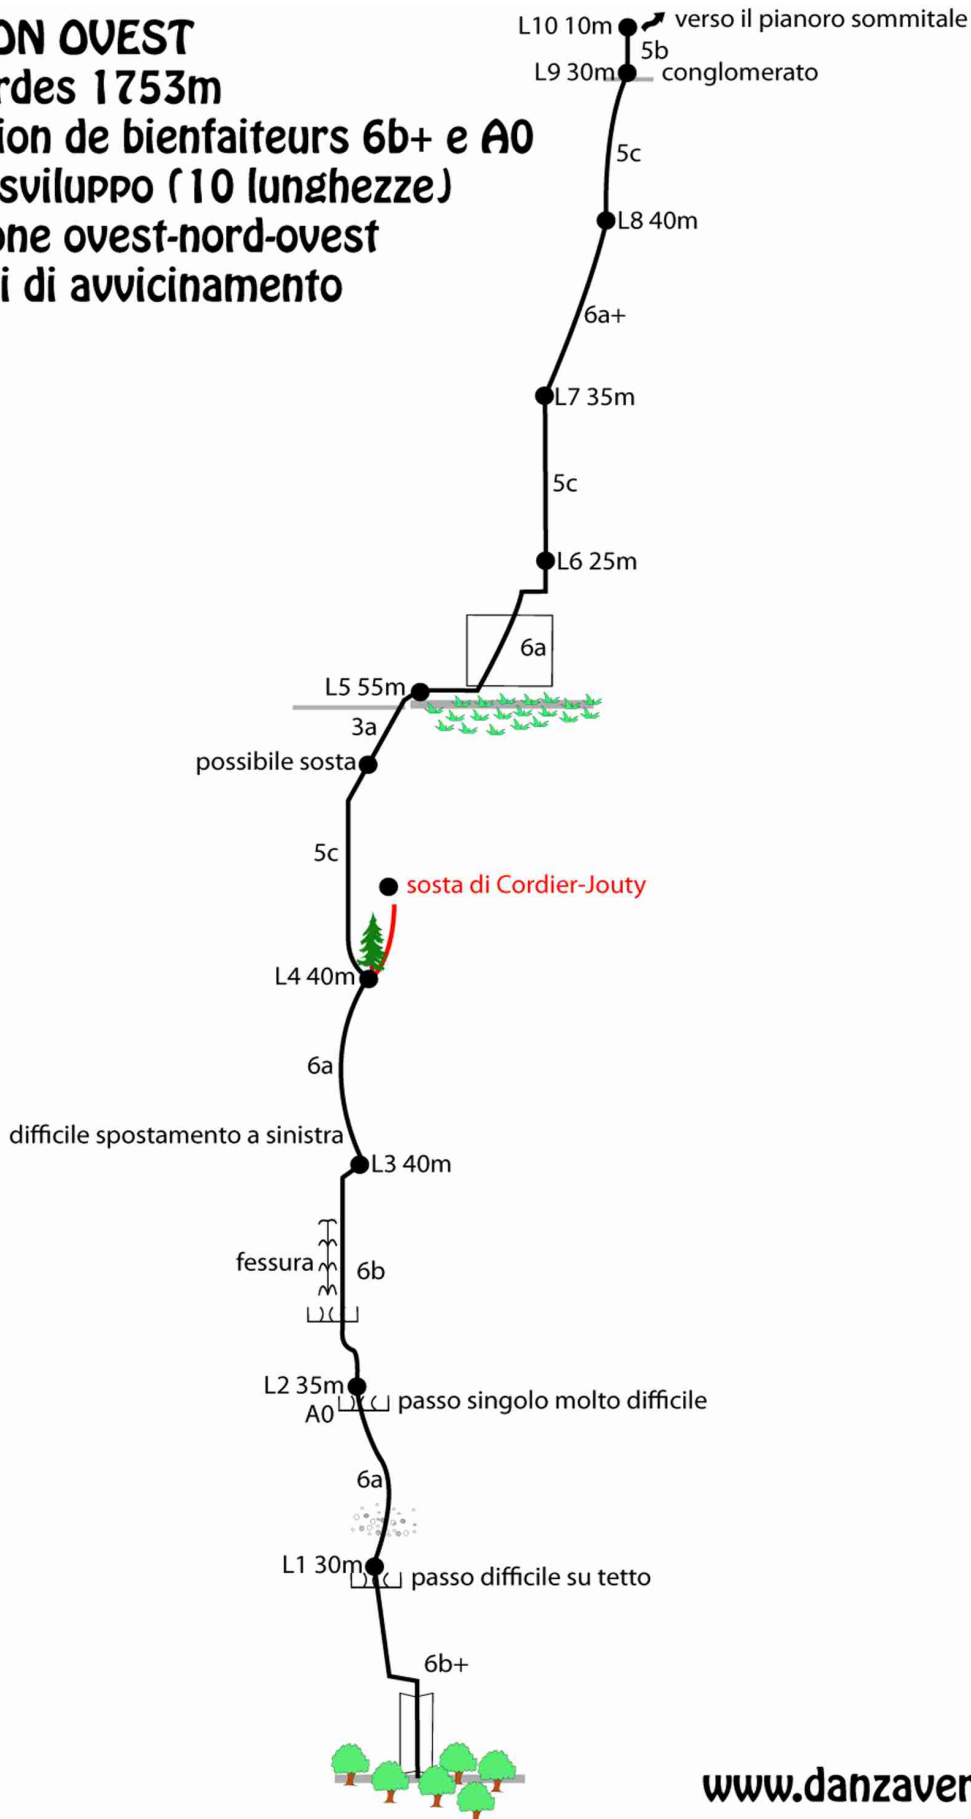 ON OVEST
rdes 1753m
ion de bienfaiteurs 6b+ e A0
sviluppo (10 lunghezze)
one ovest-nord-ovest
i di avvicinamento
L10 10m
verso il pianoro sommitale
5b
L9 30m
conglomerato
5c
L8 40m
6a+
L7 35m
5c
L6 25m
6a
L5 55m
3a
possibile sosta
5c
sosta di Cordier-Jouty
L4 40m
6a
difficile spostamento a sinistra
L3 40m
fessura
6b
L2 35m
A0
passo singolo molto difficile
6a
L1 30m
passo difficile su tetto
6b+
www.danzaver